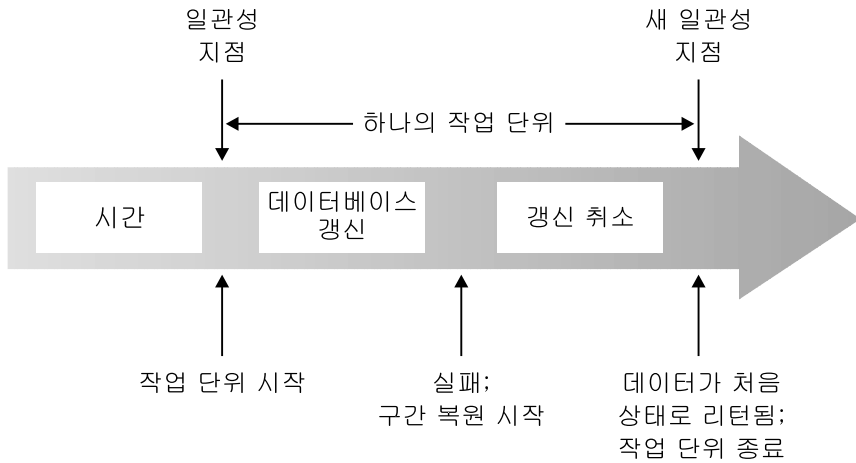 일관성
지점
새 일관성
지점
하나의 작업 단위
시간
데이터베이스
갱신
갱신 취소
작업 단위 시작
실패;
구간 복원 시작
데이터가 처음
상태로 리턴됨;
작업 단위 종료